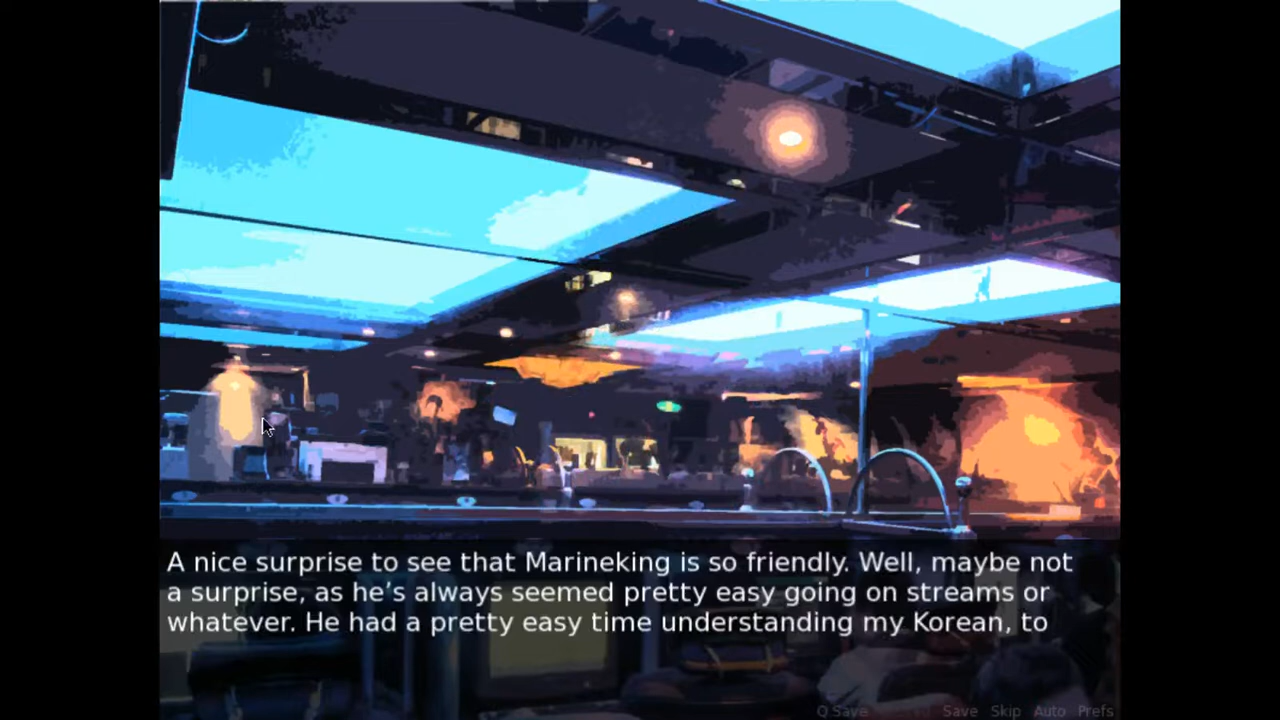 A nice surprise to see that Marineking is so friendly. Well, maybe not
a surprise, as he’s always seemed pretty easy going on streams or
whatever. He had a pretty easy time understanding my Korean, to
Q.Save Save Skip Auto Prefs